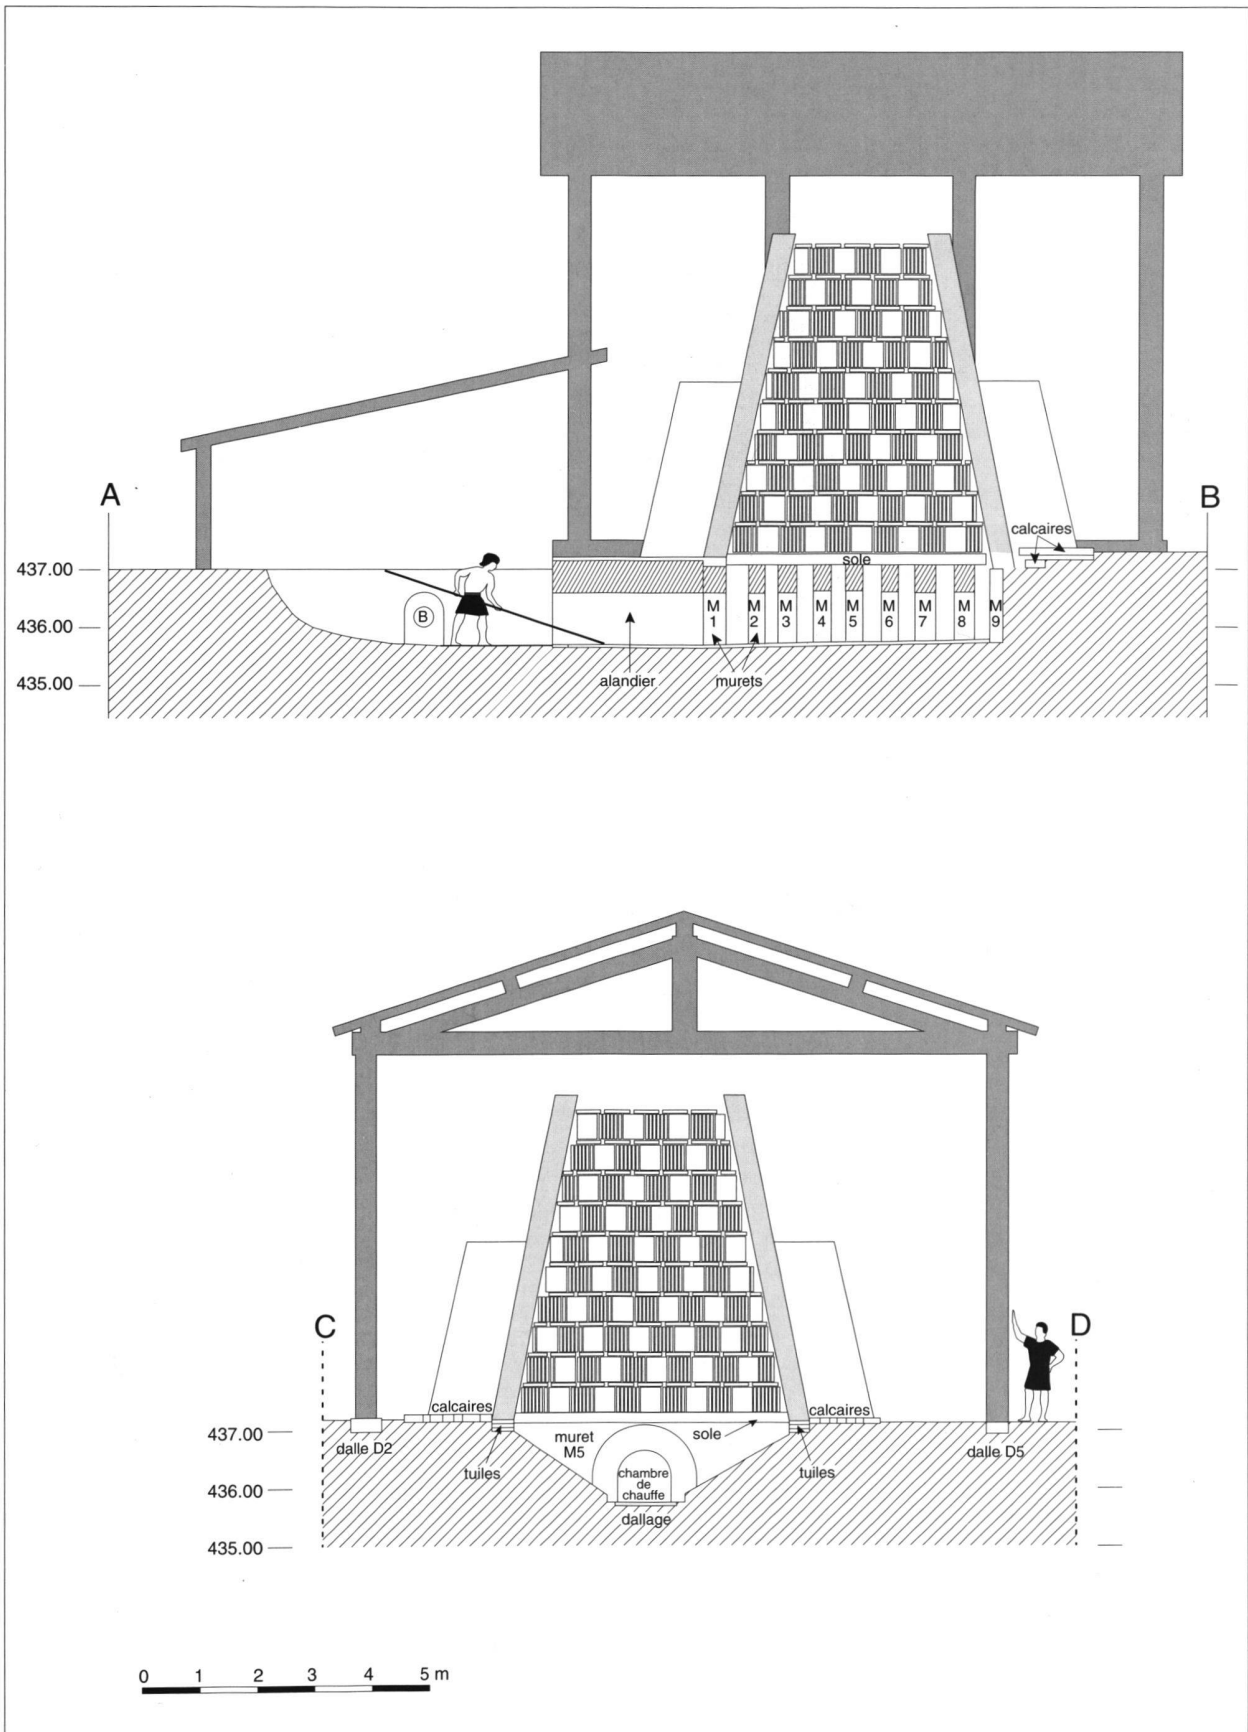 A
B
calcaires
437.00
sole
B
M
1
M
2
M
3
M
4
M
5
M
6
M
7
M
8
M
9
436.00
435.00
alandier
murets
C
D
calcaires
calcaires
437.00
muret
M5
sole
dalle D2
dalle D5
tuiles
tuiles
chambre
de
chauffe
436.00
dallage
435.00
0 1 2 3 4 5 m